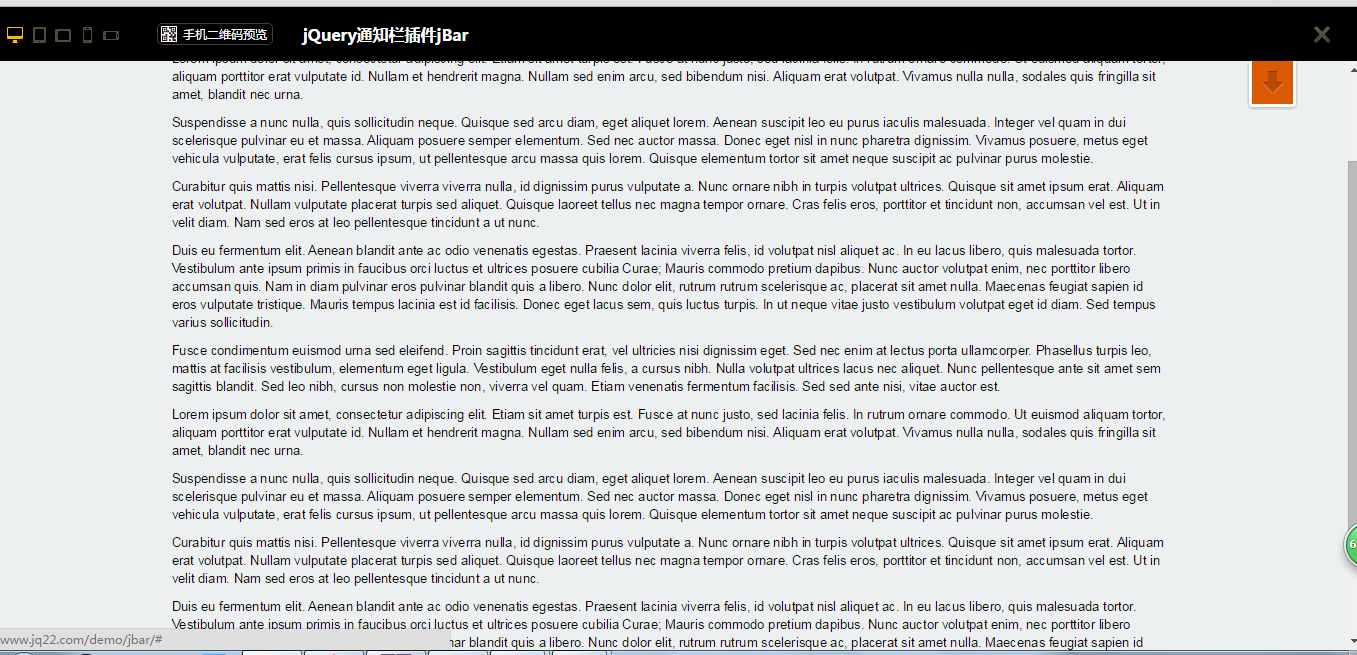 手机二维码预览
jQuery通知栏插件jBar
Lorem ipsum dolor sit amet, consectetur adipiscing elit. Etiam sit amet turpis est. Fusce at nunc justo, sed lacinia felis. In rutrum ornare commodo. Ut euismod aliquam tortor,
aliquam porttitor erat vulputate id. Nullam et hendrerit magna. Nullam sed enim arcu, sed bibendum nisi. Aliquam erat volutpat. Vivamus nulla nulla, sodales quis fringilla sit
amet, blandit nec urna.
Suspendisse a nunc nulla, quis sollicitudin neque. Quisque sed arcu diam, eget aliquet lorem. Aenean suscipit leo eu purus iaculis malesuada. Integer vel quam in dui
scelerisque pulvinar eu et massa. Aliquam posuere semper elementum. Sed nec auctor massa. Donec eget nisl in nunc pharetra dignissim. Vivamus posuere, metus eget
vehicula vulputate, erat felis cursus ipsum, ut pellentesque arcu massa quis lorem. Quisque elementum tortor sit amet neque suscipit ac pulvinar purus molestie.
Curabitur quis mattis nisi. Pellentesque viverra viverra nulla, id dignissim purus vulputate a. Nunc ornare nibh in turpis volutpat ultrices. Quisque sit amet ipsum erat. Aliquam
erat volutpat. Nullam vulputate placerat turpis sed aliquet. Quisque laoreet tellus nec magna tempor ornare. Cras felis eros, porttitor et tincidunt non, accumsan vel est. Ut in
velit diam. Nam sed eros at leo pellentesque tincidunt a ut nunc.
Duis eu fermentum elit. Aenean blandit ante ac odio venenatis egestas. Praesent lacinia viverra felis, id volutpat nisl aliquet ac. In eu lacus libero, quis malesuada tortor.
Vestibulum ante ipsum primis in faucibus orci luctus et ultrices posuere cubilia Curae; Mauris commodo pretium dapibus. Nunc auctor volutpat enim, nec porttitor libero
accumsan quis. Nam in diam pulvinar eros pulvinar blandit quis a libero. Nunc dolor elit, rutrum rutrum scelerisque ac, placerat sit amet nulla. Maecenas feugiat sapien id
eros vulputate tristique. Mauris tempus lacinia est id facilisis. Donec eget lacus sem, quis luctus turpis. In ut neque vitae justo vestibulum volutpat eget id diam. Sed tempus
varius sollicitudin.
Fusce condimentum euismod urna sed eleifend. Proin sagittis tincidunt erat, vel ultricies nisi dignissim eget. Sed nec enim at lectus porta ullamcorper. Phasellus turpis leo,
mattis at facilisis vestibulum, elementum eget ligula. Vestibulum eget nulla felis, a cursus nibh. Nulla volutpat ultrices lacus nec aliquet. Nunc pellentesque ante sit amet sem
sagittis blandit. Sed leo nibh, cursus non molestie non, viverra vel quam. Etiam venenatis fermentum facilisis. Sed sed ante nisi, vitae auctor est.
Lorem ipsum dolor sit amet, consectetur adipiscing elit. Etiam sit amet turpis est. Fusce at nunc justo, sed lacinia felis. In rutrum ornare commodo. Ut euismod aliquam tortor,
aliquam porttitor erat vulputate id. Nullam et hendrerit magna. Nullam sed enim arcu, sed bibendum nisi. Aliquam erat volutpat. Vivamus nulla nulla, sodales quis fringilla sit
amet, blandit nec urna.
Suspendisse a nunc nulla, quis sollicitudin neque. Quisque sed arcu diam, eget aliquet lorem. Aenean suscipit leo eu purus iaculis malesuada. Integer vel quam in dui
scelerisque pulvinar eu et massa. Aliquam posuere semper elementum. Sed nec auctor massa. Donec eget nisl in nunc pharetra dignissim. Vivamus posuere, metus eget
vehicula vulputate, erat felis cursus ipsum, ut pellentesque arcu massa quis lorem. Quisque elementum tortor sit amet neque suscipit ac pulvinar purus molestie.
Curabitur quis mattis nisi. Pellentesque viverra viverra nulla, id dignissim purus vulputate a. Nunc ornare nibh in turpis volutpat ultrices. Quisque sit amet ipsum erat. Aliquam
erat volutpat. Nullam vulputate placerat turpis sed aliquet. Quisque laoreet tellus nec magna tempor ornare. Cras felis eros, porttitor et tincidunt non, accumsan vel est. Ut in
velit diam. Nam sed eros at leo pellentesque tincidunt a ut nunc.
Duis eu fermentum elit. Aenean blandit ante ac odio venenatis egestas. Praesent lacinia viverra felis, id volutpat nisl aliquet ac. In eu lacus libero, quis malesuada tortor.
Vestibulum ante ipsum primis in faucibus orci luctus et ultrices posuere cubilia Curae; Mauris commodo pretium dapibus. Nunc auctor volutpat enim, nec porttitor libero
nar blandit quis a libero. Nunc dolor elit, rutrum rutrum scelerisque ac, placerat sit amet nulla. Maecenas feugiat sapien id
www.jq22.com/demo/jbar/#
6